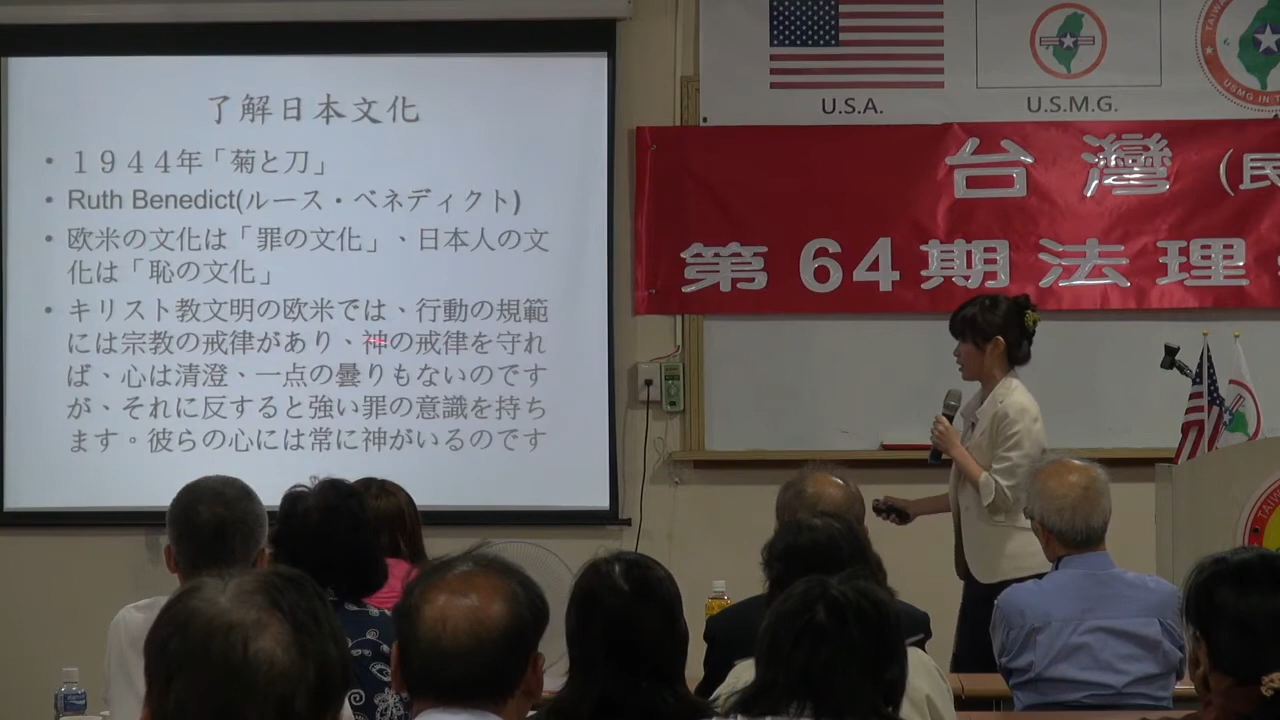 了解日本文化
• １９４４年「菊と刀」
• Ruth Benedict(ルース・ベネディクト)
• 欧米の文化は「罪の文化」、日本人の文
化は「恥の文化」
• キリスト教文明の欧米では、行動の規範
には宗教の戒律があり、神の戒律を守れ
ば、心は清澄、一点の曇りもないのです
が、それに反すると強い罪の意識を持ち
ます。彼らの心には常に神がいるのです
U.S.A.
U.S.M.G.
台灣(民
第64期法理